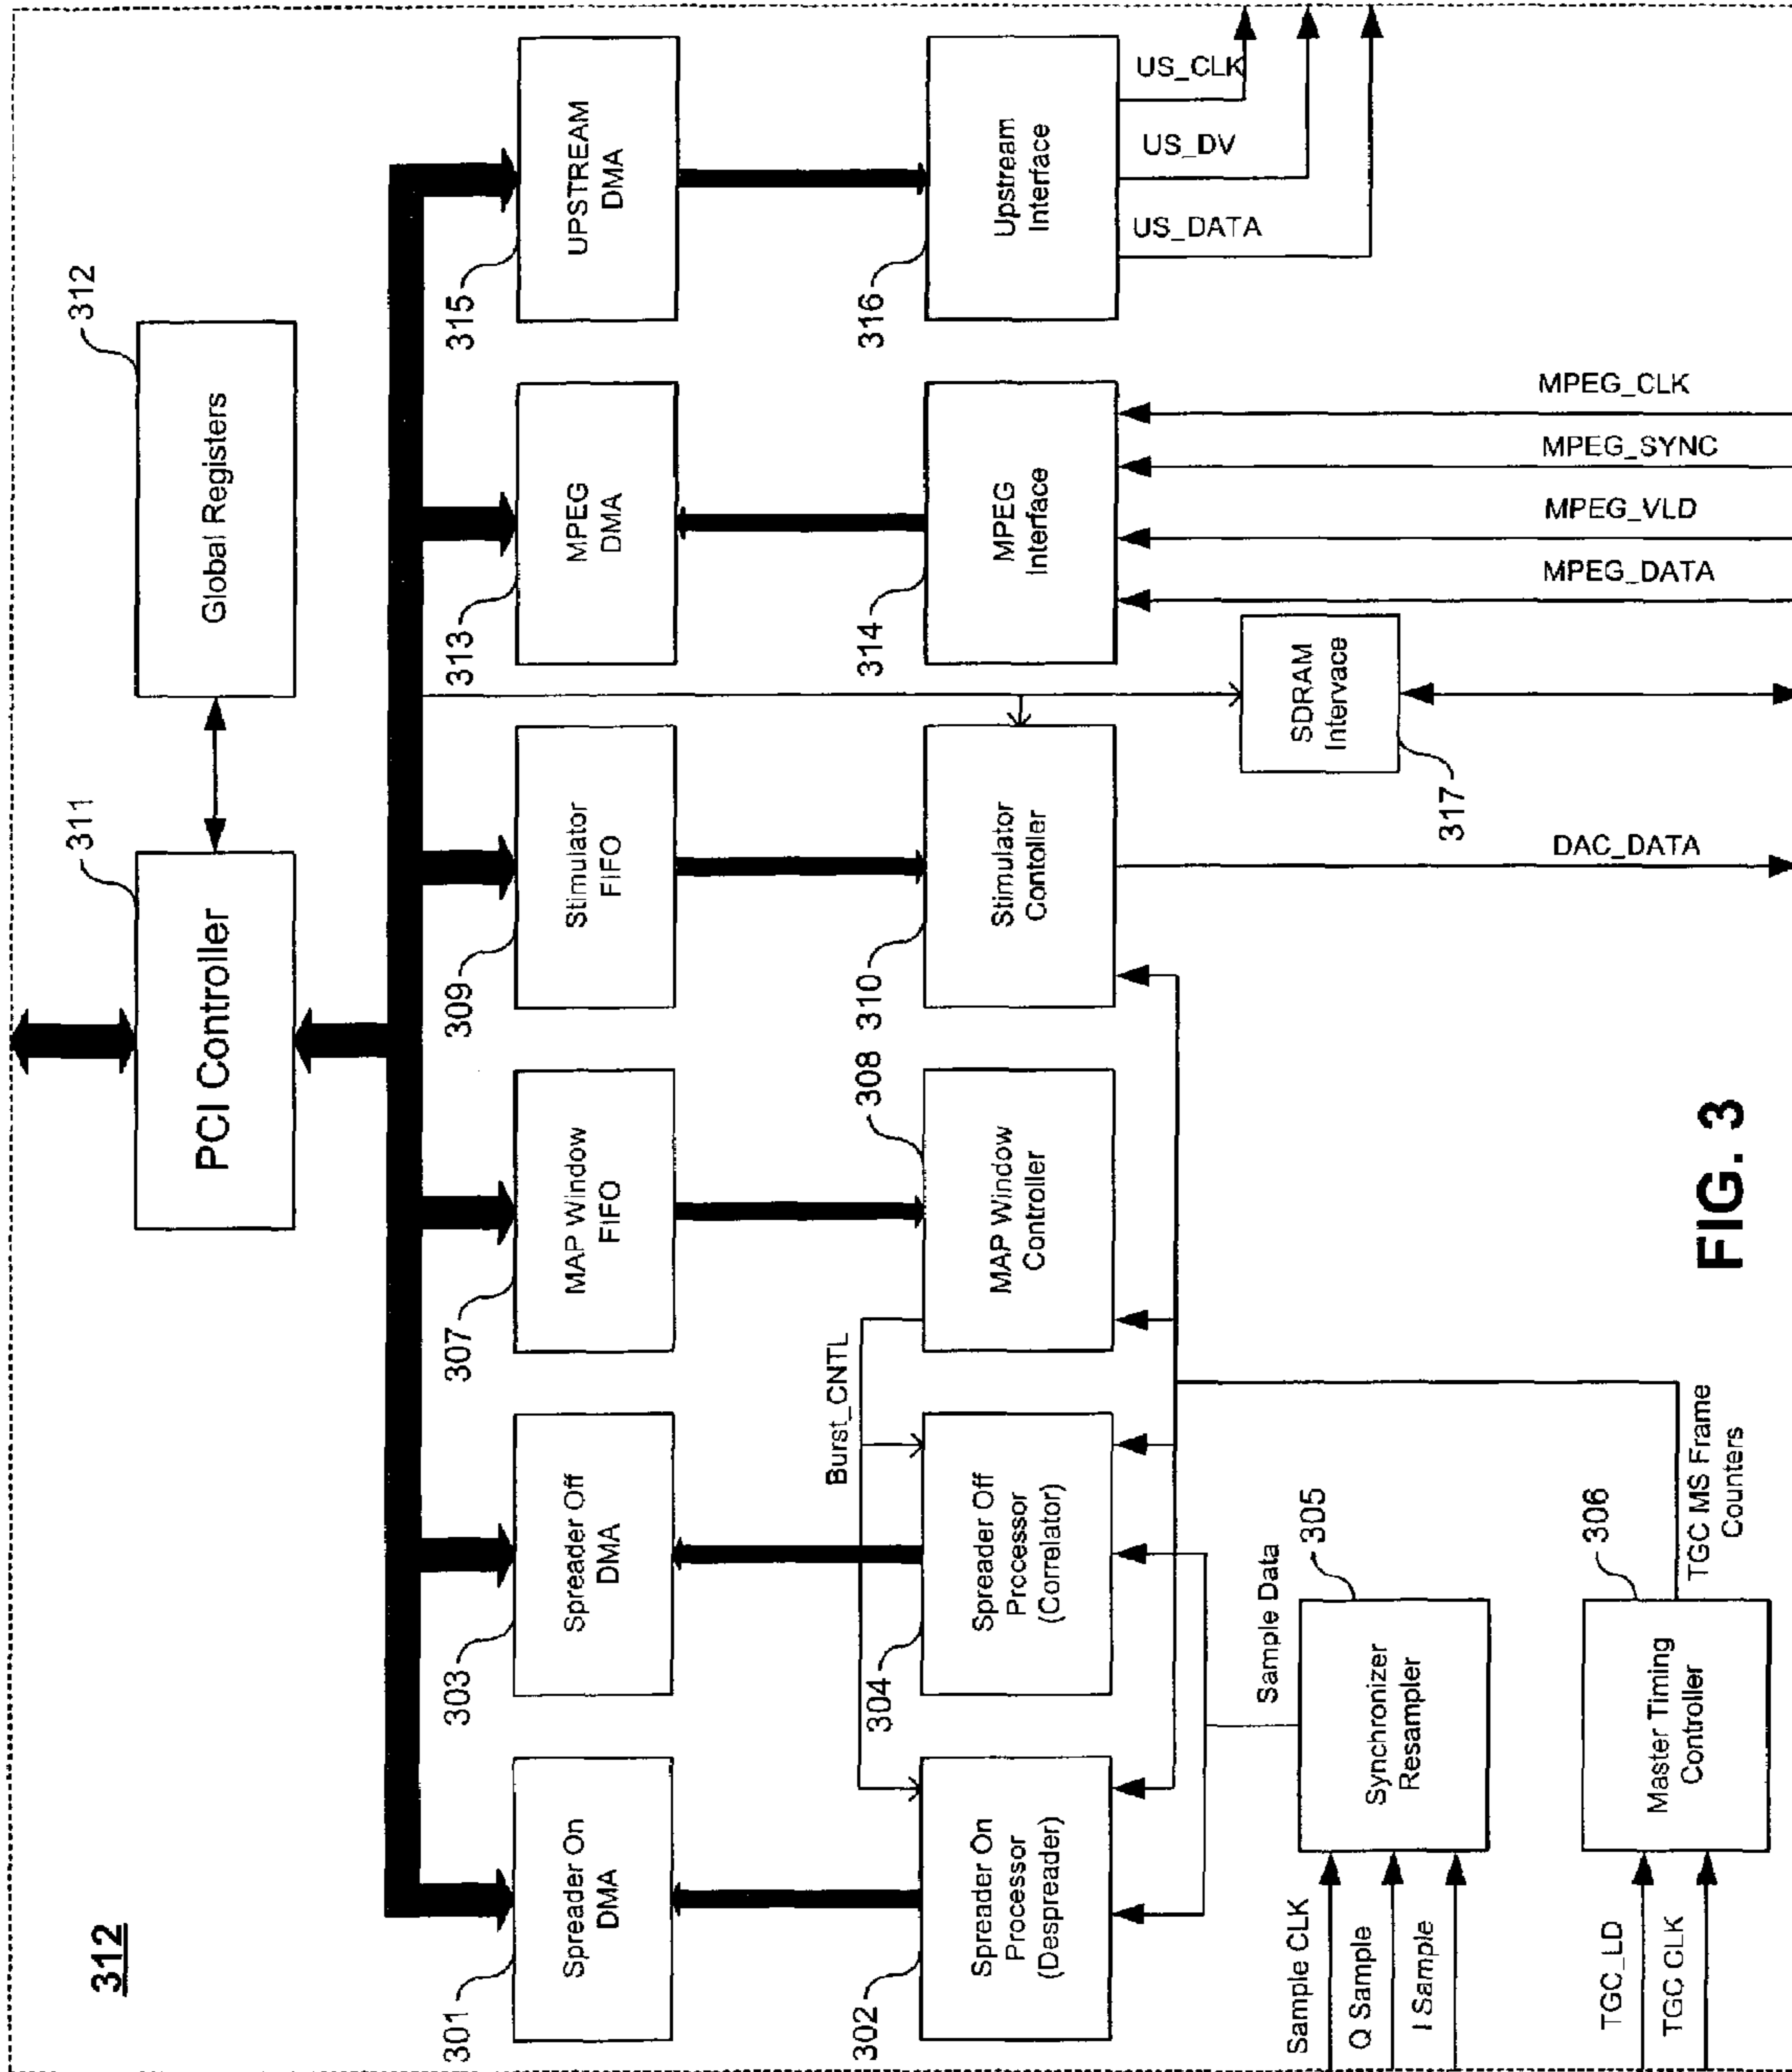 312
311
PCI Controller
312
Global Registers
301
Spreader On
DMA
303
Spreader Off
DMA
307
MAP Window
FIFO
309
Stimulator
FIFO
313
MPEG
DMA
315
UPSTREAM
DMA
302
Spreader On
Processor
(Despreader)
304
Spreader Off
Processor
(Correlator)
Burst_CNTL
308
MAP Window
Controller
310
Stimulator
Contoller
314
MPEG
Interface
316
Upstream
Interface
US_CLK
US_DV
US_DATA
Sample CLK
Q Sample
I Sample
305
Synchronizer
Resampler
Sample Data
TGC_LD
TGC CLK
306
Master Timing
Controller
TGC MS Frame
Counters
317
SDRAM
Intervace
DAC_DATA
MPEG_DATA
MPEG_VLD
MPEG_SYNC
MPEG_CLK
FIG. 3